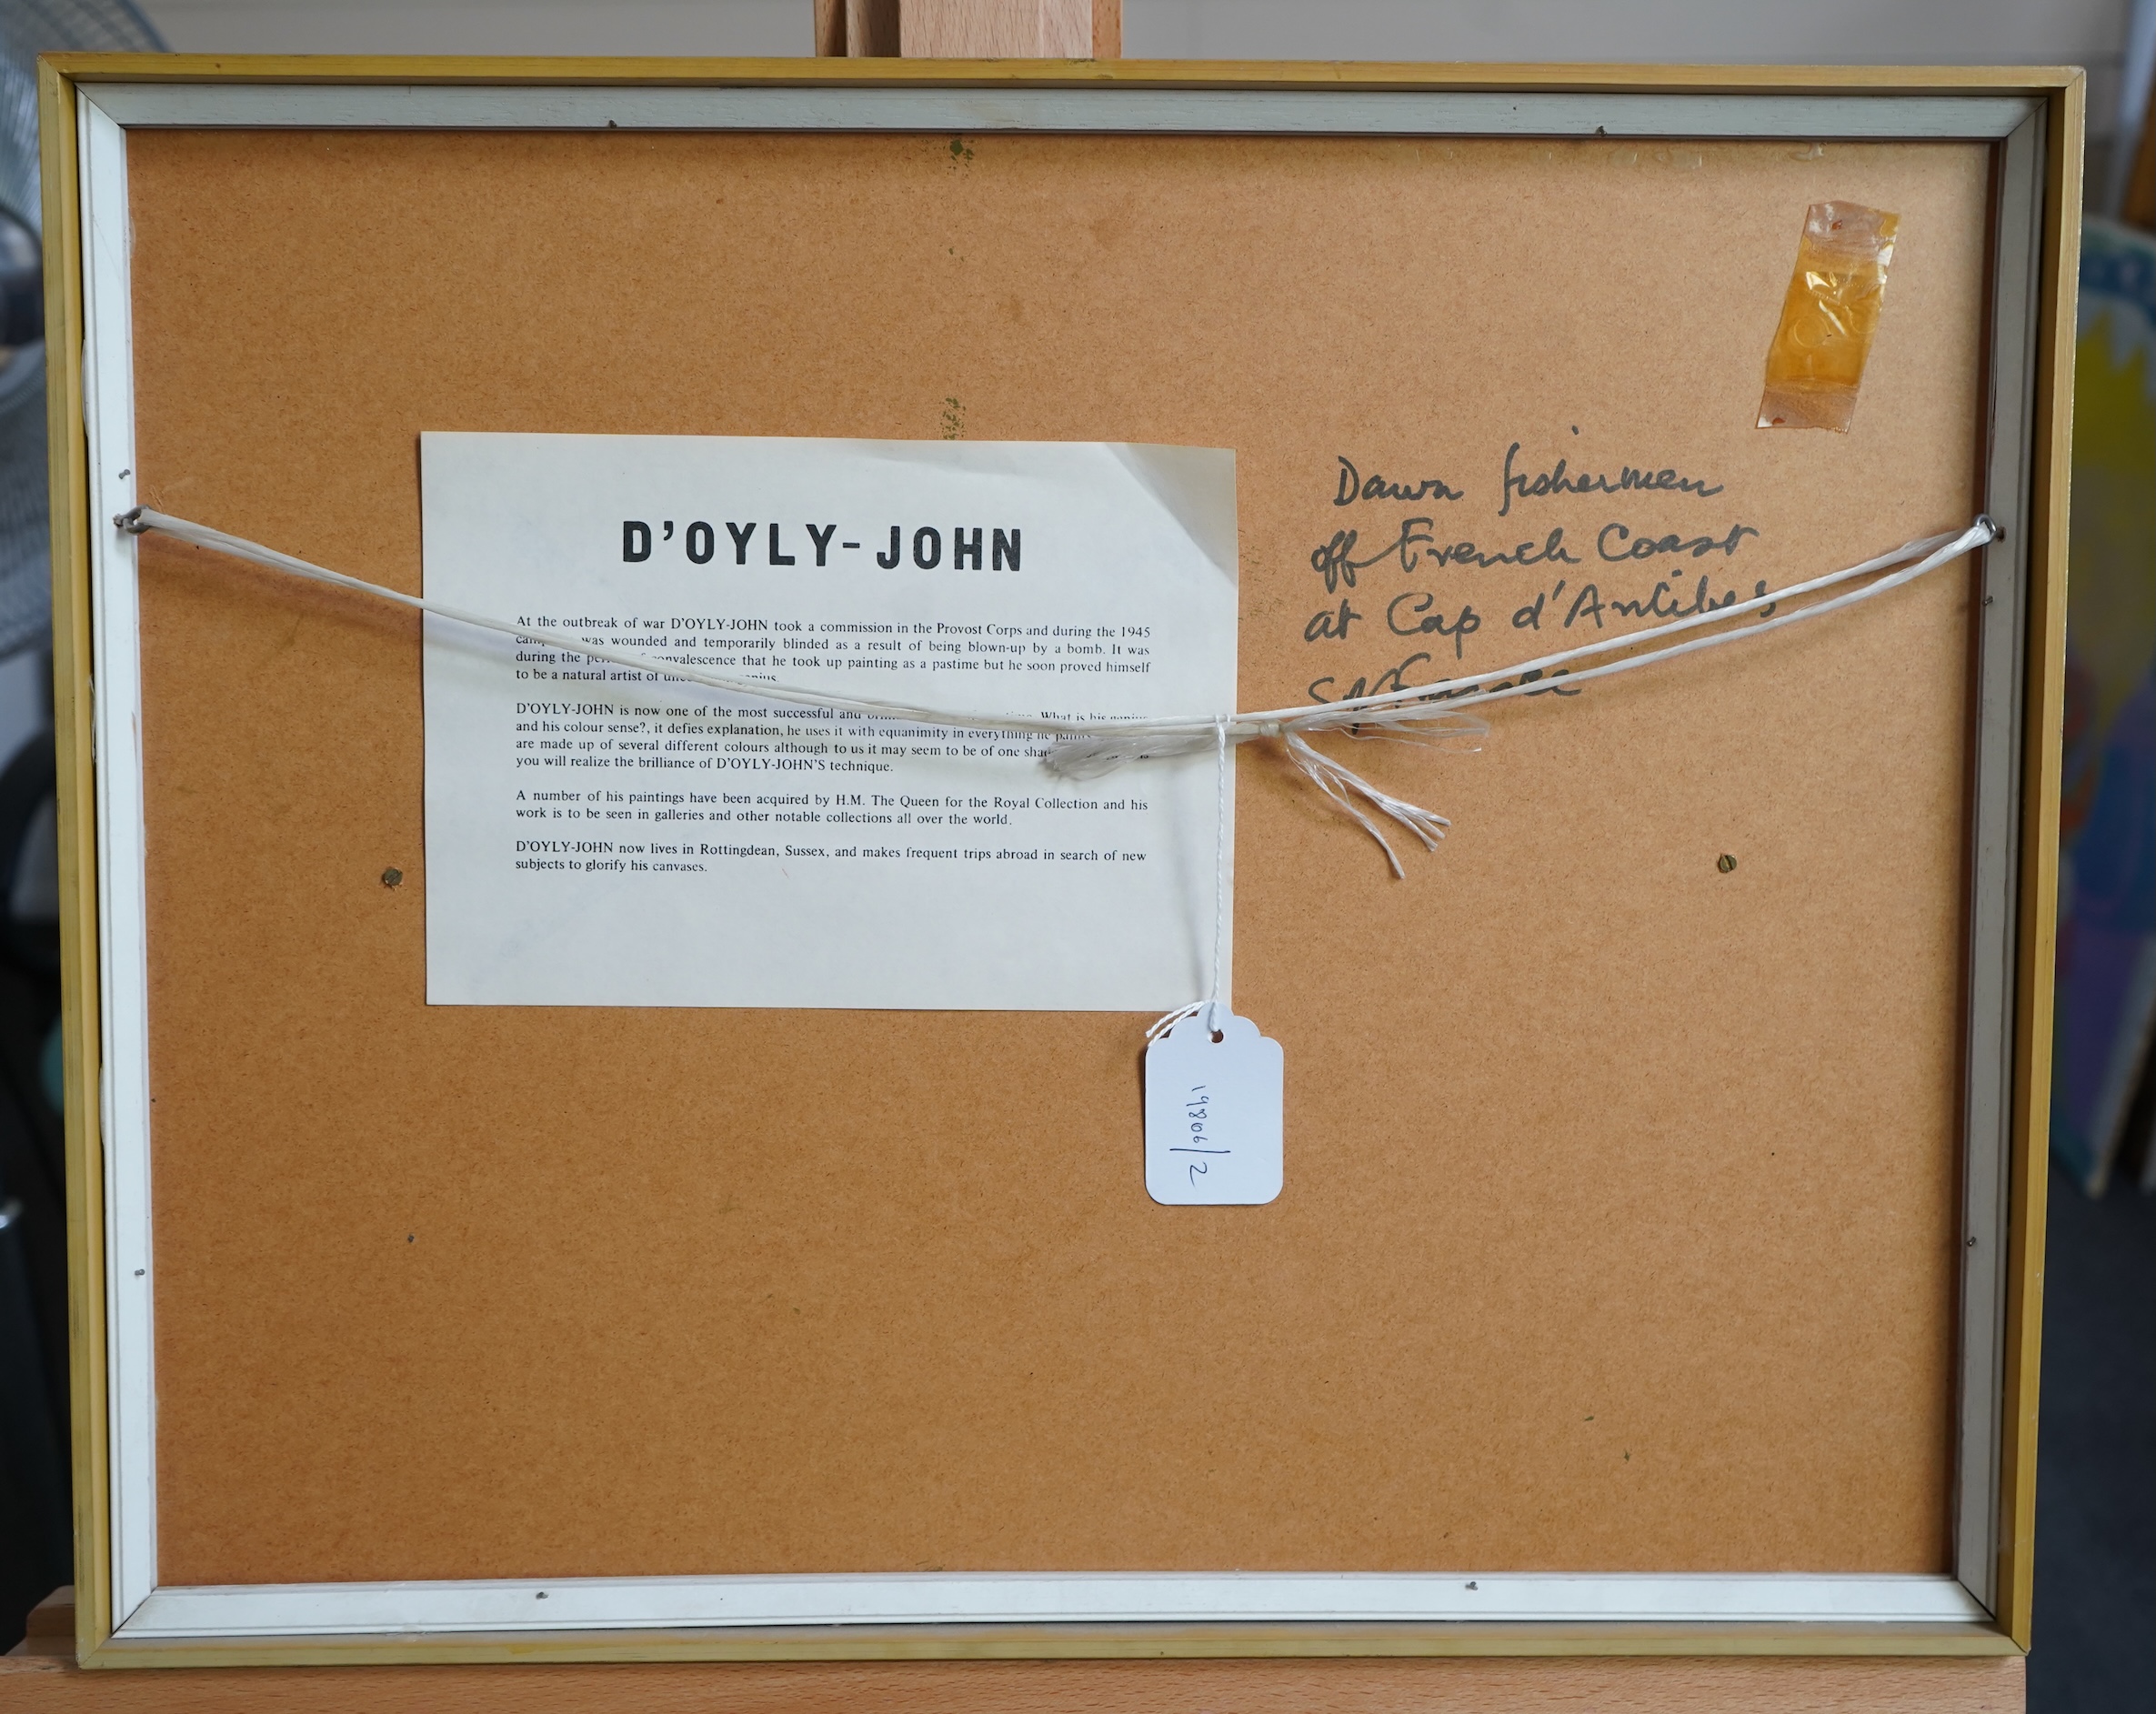 D'OYLY-JOHN
At the outbreak of war D'OYLY-JOHN took a commission in the Provost Corps and during the 1945
was wounded and temporarily blinded as a result of being blown-up by a bomb. It was
during the convalescence that he took up painting as a pastime but he soon proved himself
to be a natural artist of
D'OYLY-JOHN is now one of the most successful and What is his genius
and his colour sense?, it defies explanation, he uses it with equanimity in everything he
are made up of several different colours although to us it may seem to be of one
you will realize the brilliance of D'OYLY-JOHN'S technique.
A number of his paintings have been acquired by H.M. The Queen for the Royal Collection and his
work is to be seen in galleries and other notable collections all over the world.
D'OYLY-JOHN now lives in Rottingdean, Sussex, and makes frequent trips abroad in search of new
subjects to glorify his canvases.
Dawn fishermen
off French Coast
at Cap d'Antibes
19806/2